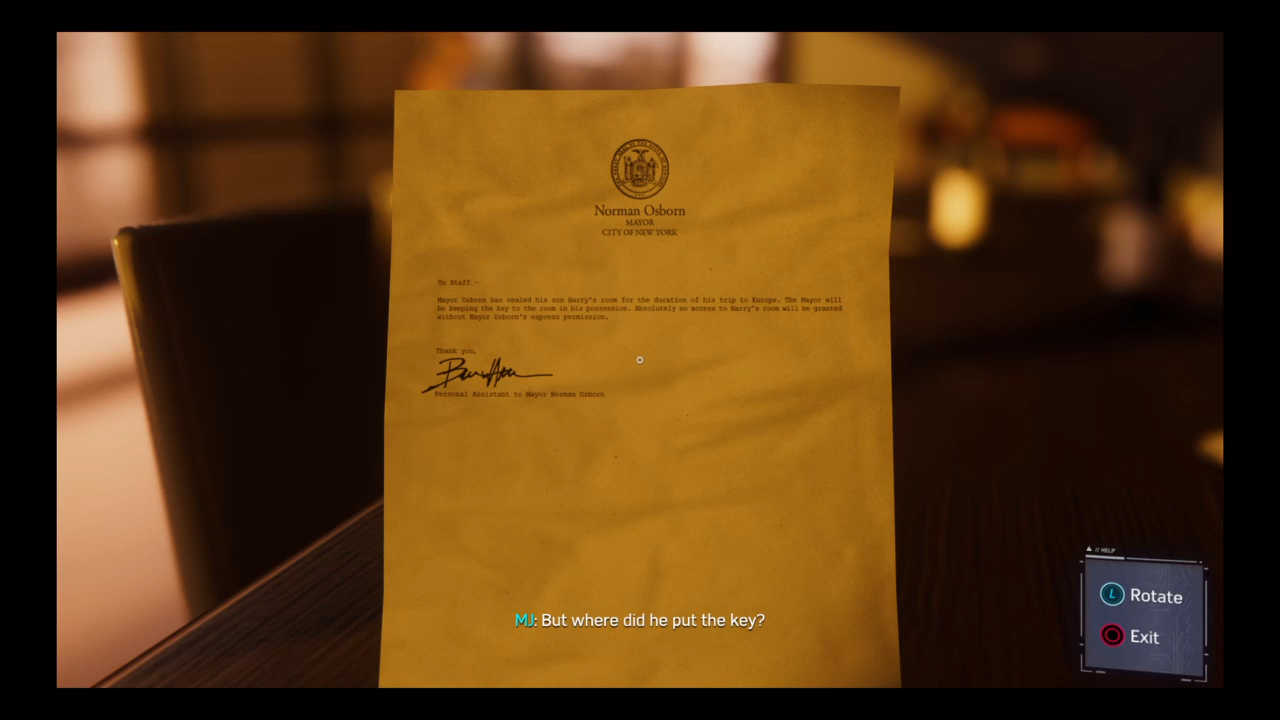 Norman Osborn
MAYOR
CITY OF NEW YORK
To Staff -
Mayor Osborn has sealed his son Harry's room for the duration of his trip to Europe. The Mayor will
be keeping the key to the room in his possession. Absolutely no access to Harry's room will be granted
without Mayor Osborn's express permission.
Thank you,
Personal Assistant to Mayor Norman Osborn
MJ: But where did he put the key?
// HELP
L Rotate
Exit